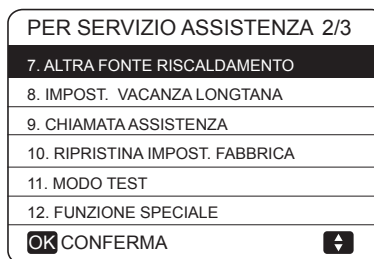 PER SERVIZIO ASSISTENZA 2/3
7. ALTRA FONTE RISCALDAMENTO
8. IMPOST. VACANZA LONGTANA
9. CHIAMATA ASSISTENZA
10. RIPRISTINA IMPOST. FABBRICA
11. MODO TEST
12. FUNZIONE SPECIALE
OK CONFERMA